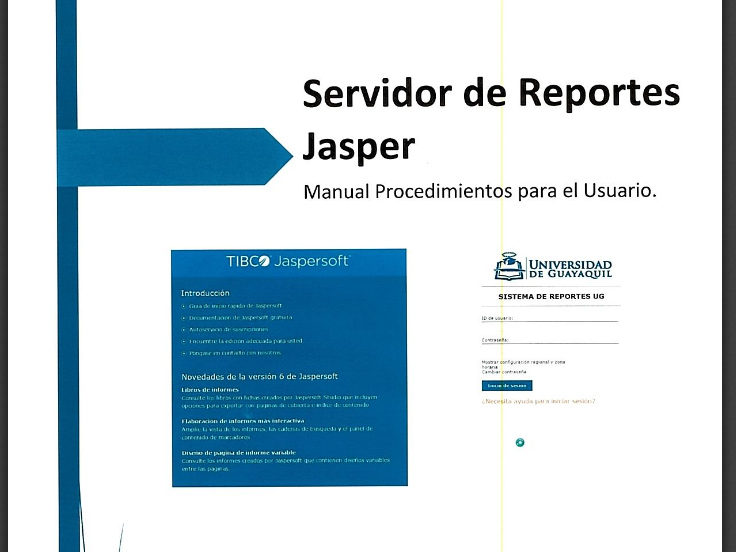 Servidor de Reportes
Jasper
Manual Procedimientos para el Usuario.
TIBCO Jaspersoft
Introducción
Guía de inicio rápido de Jaspersoft
Documentación de Jaspersoft gratuita
Autoservicio de suscripciones
Encuentre la edición adecuada para usted
Póngase en contacto con nosotros
Novedades de la versión 6 de Jaspersoft
Libros de informes
Consulte los libros con fichas creados por Jaspersoft Studio que incluyen
opciones para exportar con páginas de cubierta e índice de contenido
Elaboración de informes más interactiva
Amplíe la vista de los informes, las cadenas de búsqueda y el panel de
contenido de marcadores
Diseño de página de informe variable
Consulte los informes creados por Jaspersoft que contienen diseños variables
entre las páginas.
UNIVERSIDAD
DE GUAYAQUIL
SISTEMA DE REPORTES UG
ID de usuario:
Contraseña:
Mostrar configuración regional y zona
horaria
Cambiar contraseña
Iniciar de sesión
¿Necesita ayuda para iniciar sesión?